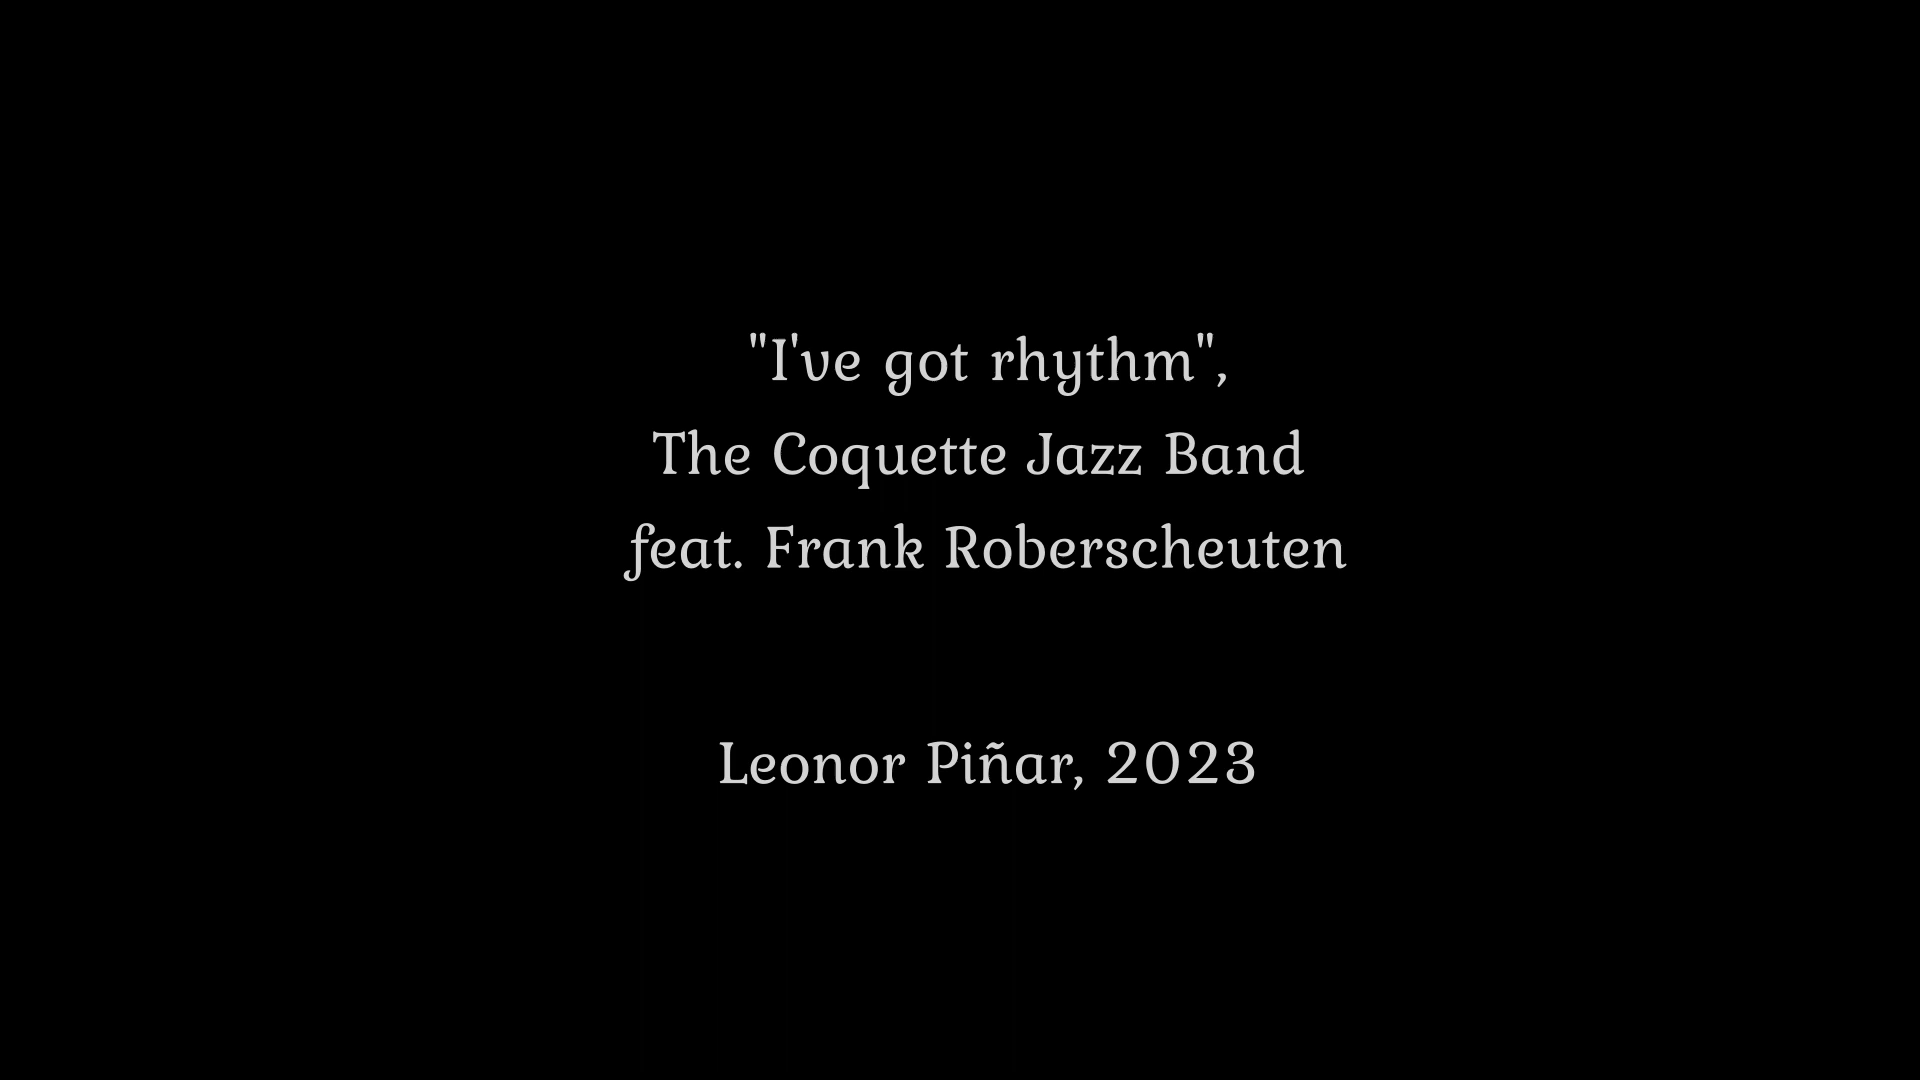 "I've got rhythm",
The Coquette Jazz Band
feat. Frank Roberscheuten
Leonor Piñar, 2023